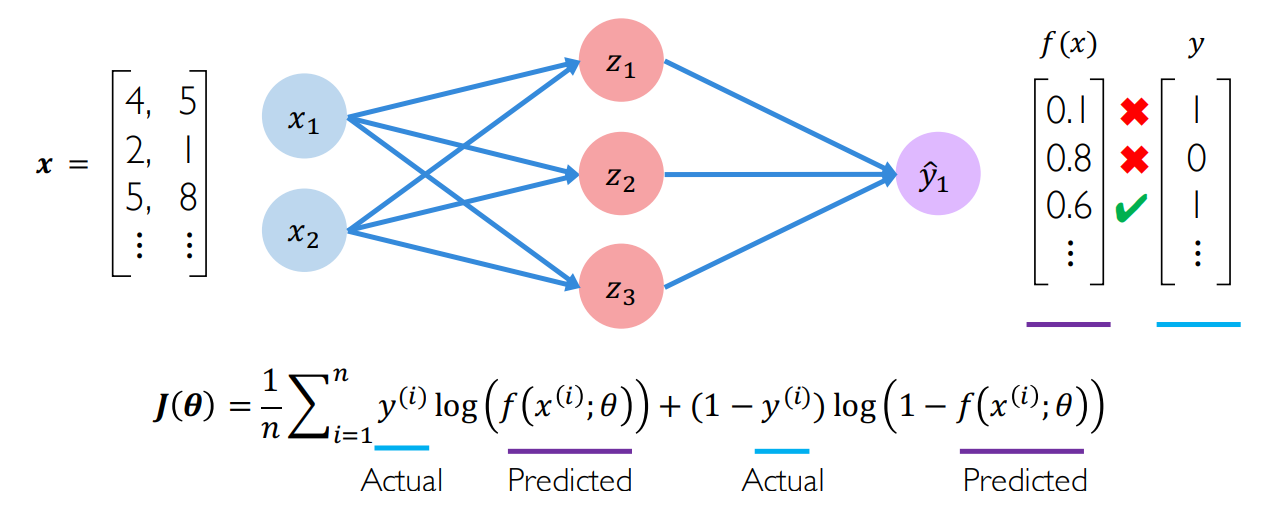 x =
4, 5
2, 1
5, 8
⋮ ⋮
x₁
x₂
z₁
z₂
z₃
ŷ₁
f(x) y
0.1 ✖ 1
0.8 ✖ 0
0.6 ✔ 1
⋮ ⋮
J(θ) = 1/n ∑ᵢ₌₁ⁿ y⁽ⁱ⁾ log(f(x⁽ⁱ⁾; θ)) + (1 − y⁽ⁱ⁾) log(1 − f(x⁽ⁱ⁾; θ))
Actual Predicted Actual Predicted